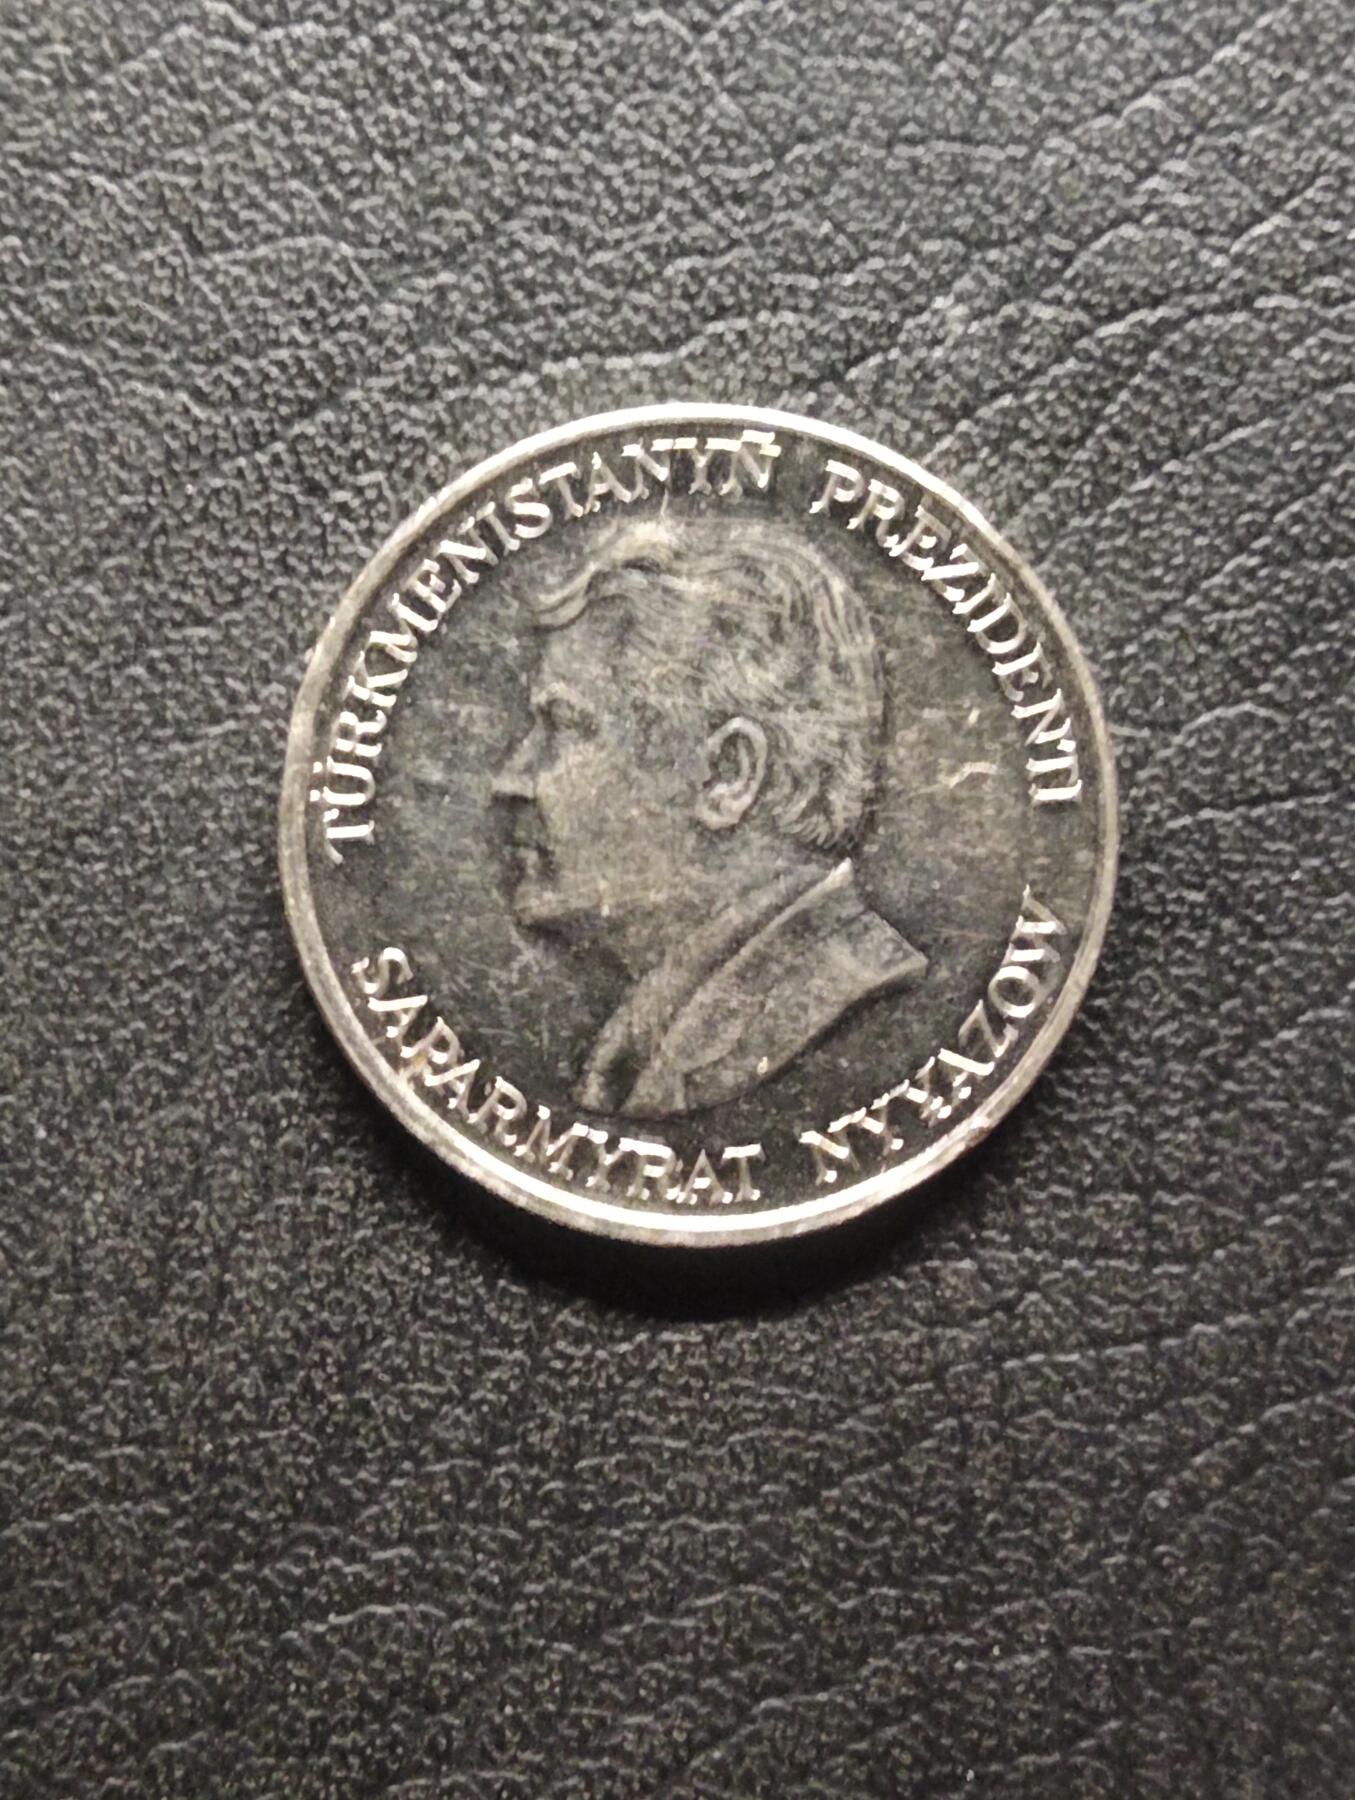 TÜRKMENISTANYŇ PREZIDENTI
SAPARMYRAT NYÝAZOW